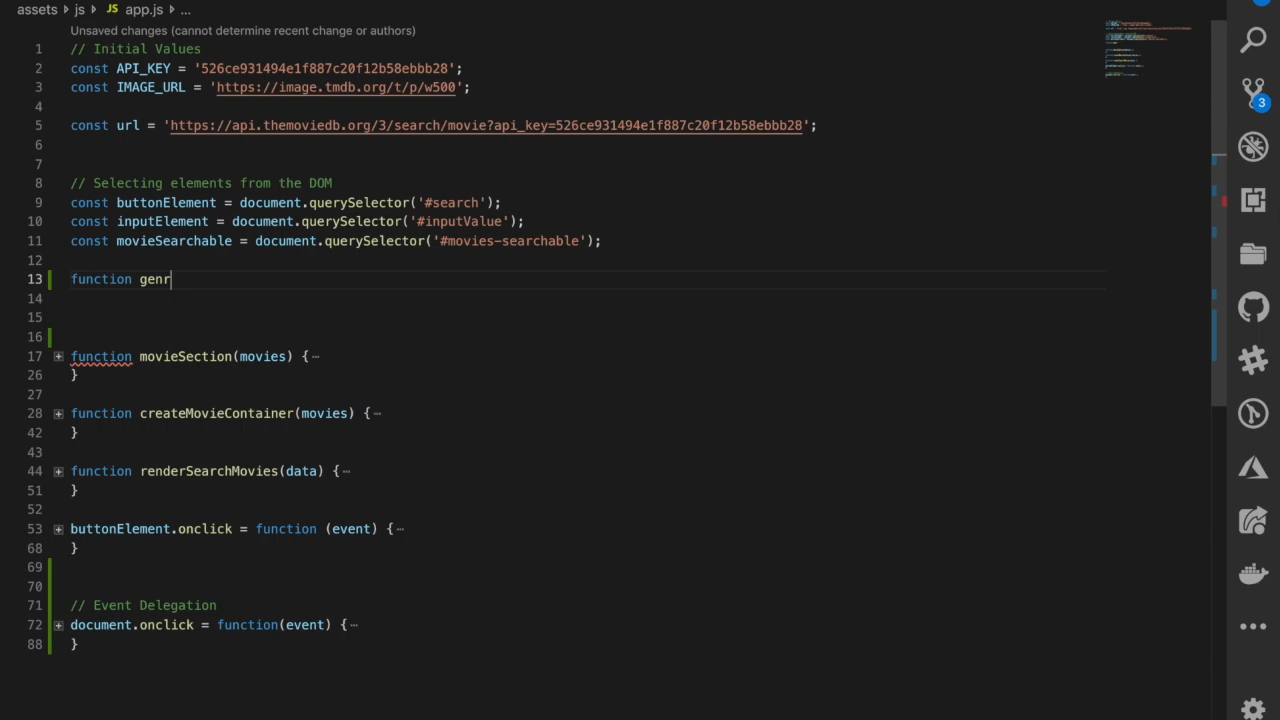 assets js JS app.js ...
Unsaved changes (cannot determine recent change or authors)
1 // Initial Values
2 const API_KEY = '526ce931494e1f887c20f12b58ebbb28';
3 const IMAGE_URL = 'https://image.tmdb.org/t/p/w500';
4
5 const url = 'https://api.themoviedb.org/3/search/movie?api_key=526ce931494e1f887c20f12b58ebbb28';
6
7
8 // Selecting elements from the DOM
9 const buttonElement = document.querySelector('#search');
10 const inputElement = document.querySelector('#inputValue');
11 const movieSearchable = document.querySelector('#movies-searchable');
12
13 function genr
14
15
16
17 function movieSection(movies) {
26 }
27
28 function createMovieContainer(movies) {
42 }
43
44 function renderSearchMovies(data) {
51 }
52
53 buttonElement.onclick = function (event) {
68 }
69
70
71 // Event Delegation
72 document.onclick = function(event) {
88 }
3